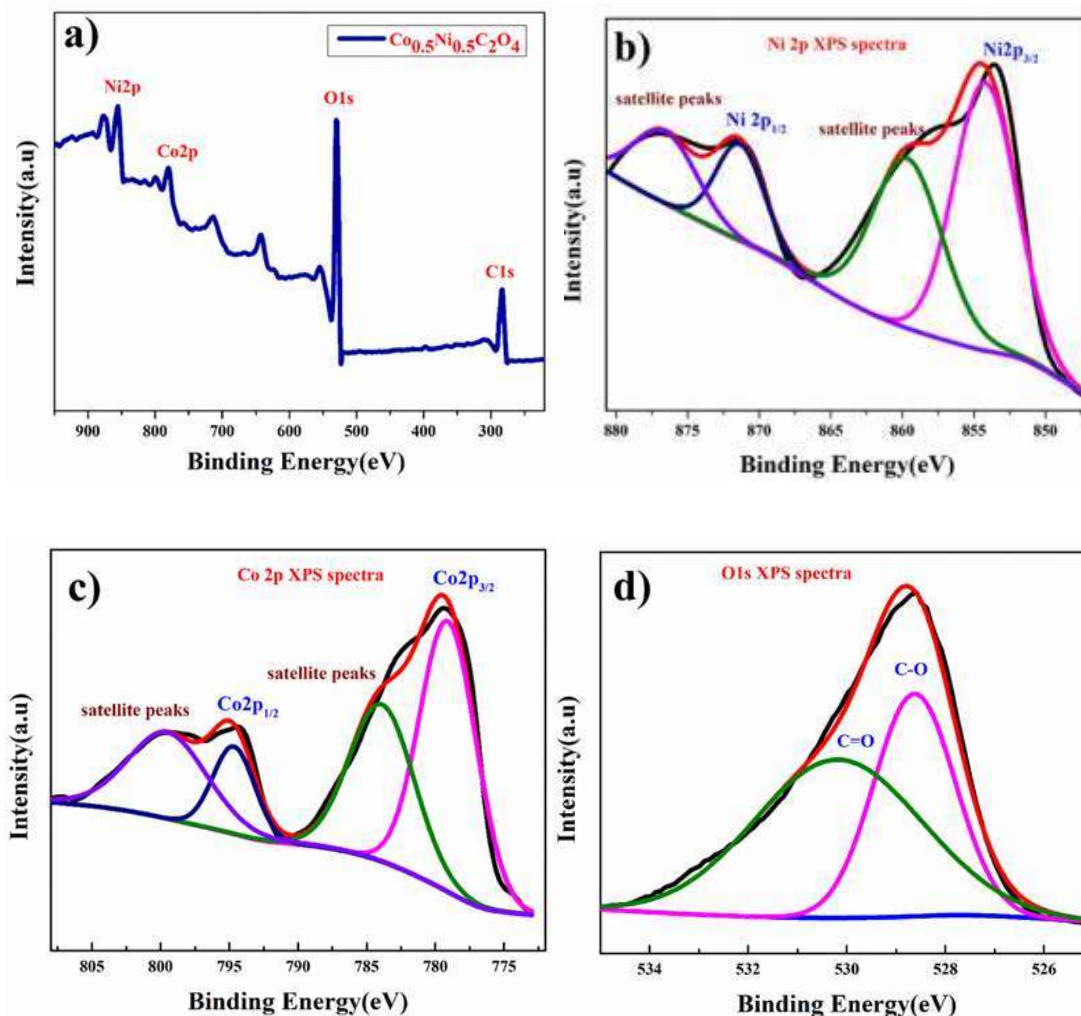 a)
Co0.5Ni0.5C2O4
Ni2p
Co2p
O1s
C1s
Intensity(a.u)
900 800 700 600 500 400 300
Binding Energy(eV)
b)
Ni 2p XPS spectra
Ni2p3/2
satellite peaks
Ni 2p1/2
satellite peaks
Intensity(a.u)
880 875 870 865 860 855 850
Binding Energy(eV)
c)
Co 2p XPS spectra
Co2p3/2
satellite peaks
Co2p1/2
satellite peaks
Intensity(a.u)
805 800 795 790 785 780 775
Binding Energy(eV)
d)
O1s XPS spectra
C-O
C=O
Intensity(a.u)
534 532 530 528 526
Binding Energy(eV)